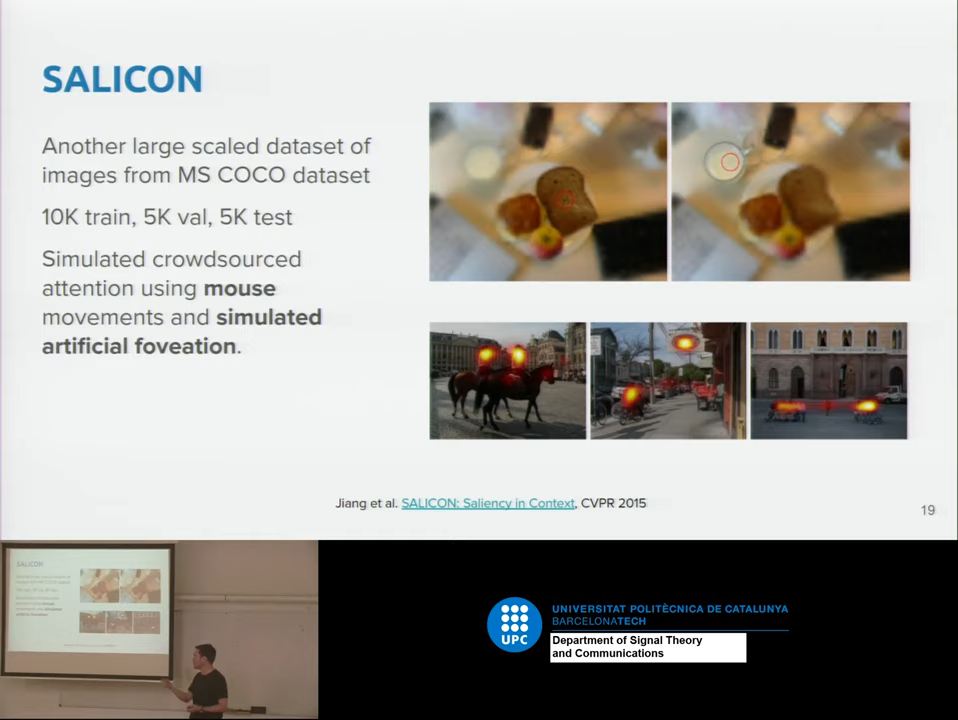 SALICON
Another large scaled dataset of
images from MS COCO dataset
10K train, 5K val, 5K test
Simulated crowdsourced
attention using mouse
movements and simulated
artificial foveation.
Jiang et al. SALICON: Saliency in Context, CVPR 2015
19
SALICON
UPC
UNIVERSITAT POLITÈCNICA DE CATALUNYA
BARCELONATECH
Department of Signal Theory
and Communications